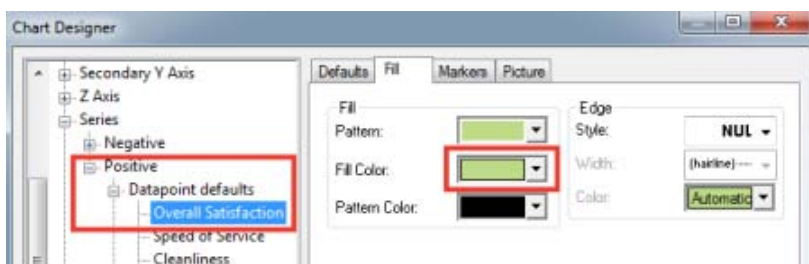 Chart Designer
Secondary Y Axis
Z Axis
Series
Negative
Positive
Datapoint defaults
Overall Satisfaction
Speed of Service
Cleanliness
Defaults Fill Markers Picture
Fill
Pattern:
Fill Color:
Pattern Color:
Edge
Style: NUL
Width: (hairline)
Color: Automatic